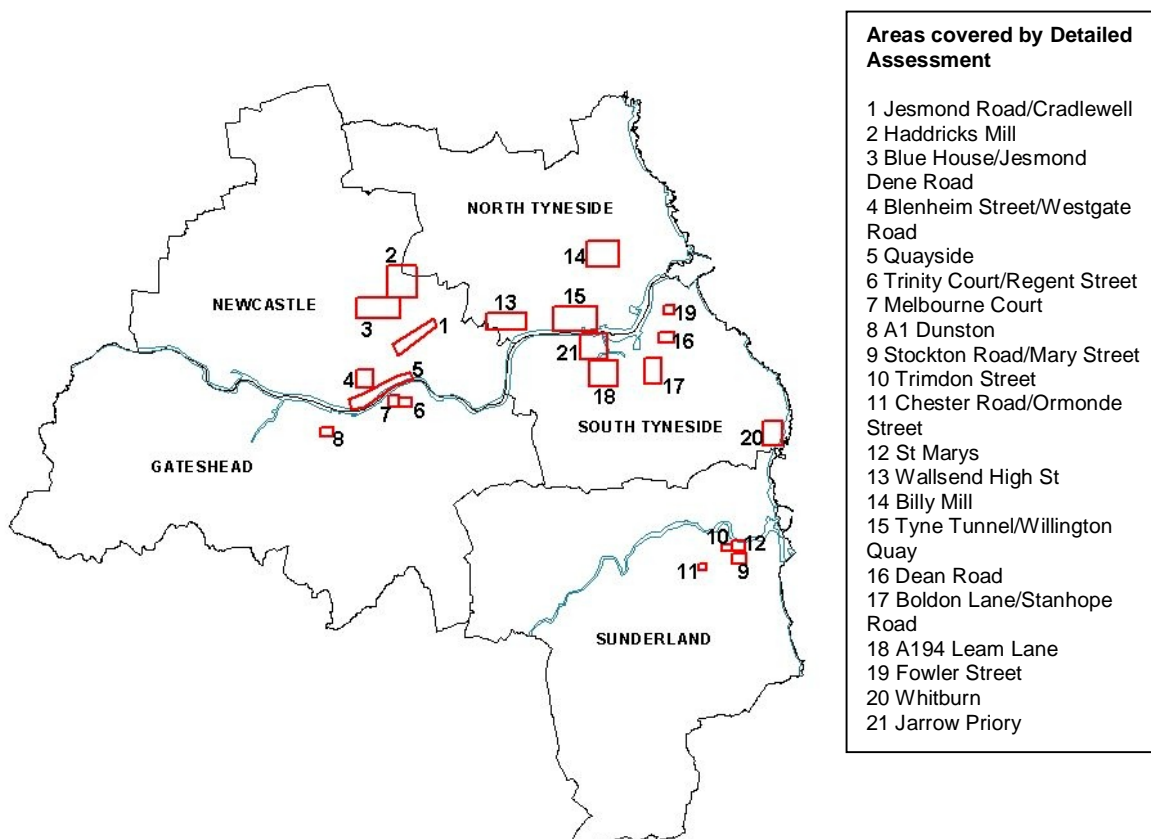 Areas covered by Detailed
Assessment
1 Jesmond Road/Cradlewell
2 Haddricks Mill
3 Blue House/Jesmond
Dene Road
4 Blenheim Street/Westgate
Road
5 Quayside
6 Trinity Court/Regent Street
7 Melbourne Court
8 A1 Dunston
9 Stockton Road/Mary Street
10 Trimdon Street
11 Chester Road/Ormonde
Street
12 St Marys
13 Wallsend High St
14 Billy Mill
15 Tyne Tunnel/Willington
Quay
16 Dean Road
17 Boldon Lane/Stanhope
Road
18 A194 Leam Lane
19 Fowler Street
20 Whitburn
21 Jarrow Priory
NORTH TYNESIDE
14
2
NEWCASTLE
3
1
13
15
19
16
21
17
18
4
5
7
6
8
SOUTH TYNESIDE
20
GATESHEAD
10
12
11
9
SUNDERLAND